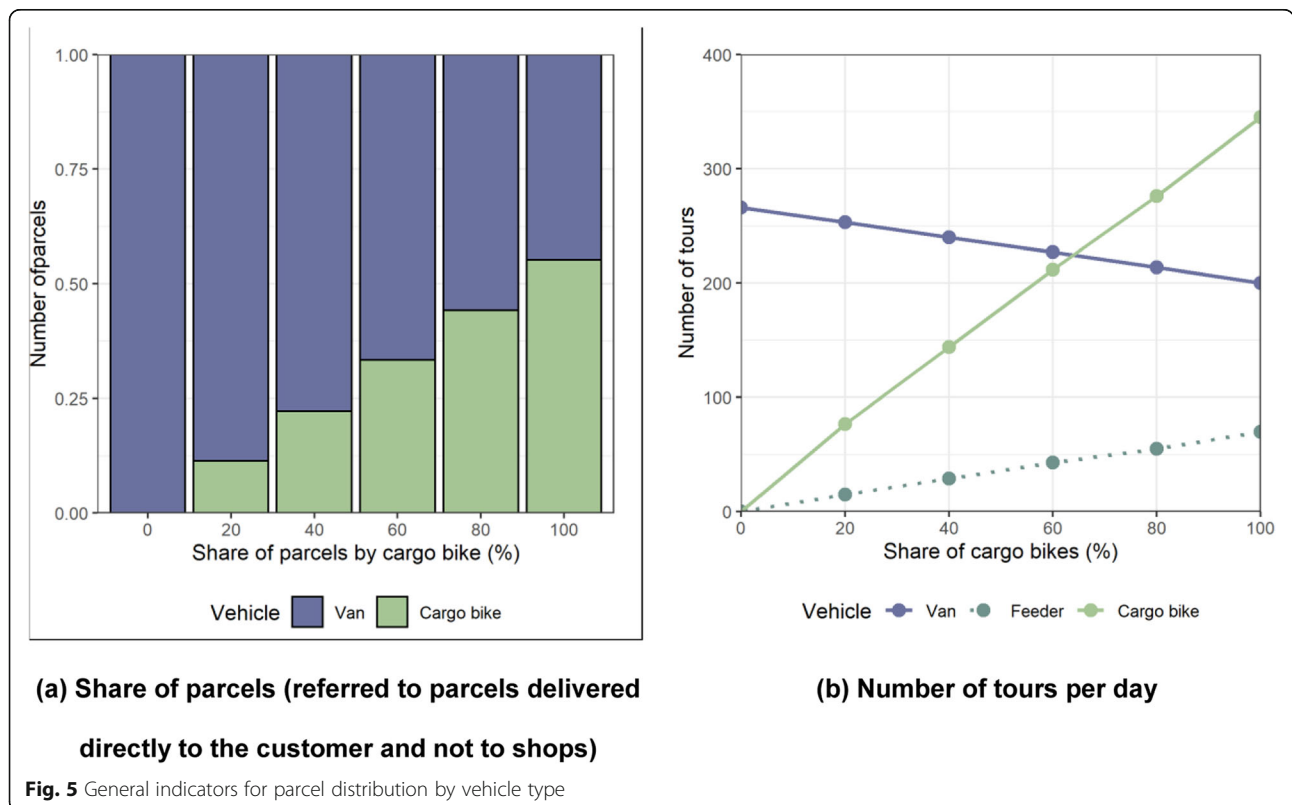 1.00
0.75
0.50
0.25
0.00
Number ofparcels
0 20 40 60 80 100
Share of parcels by cargo bike (%)
Vehicle Van Cargo bike
(a) Share of parcels (referred to parcels delivered
directly to the customer and not to shops)
400
300
200
100
0
Number of tours
0 20 40 60 80 100
Share of cargo bikes (%)
Vehicle Van Feeder Cargo bike
(b) Number of tours per day
Fig. 5 General indicators for parcel distribution by vehicle type